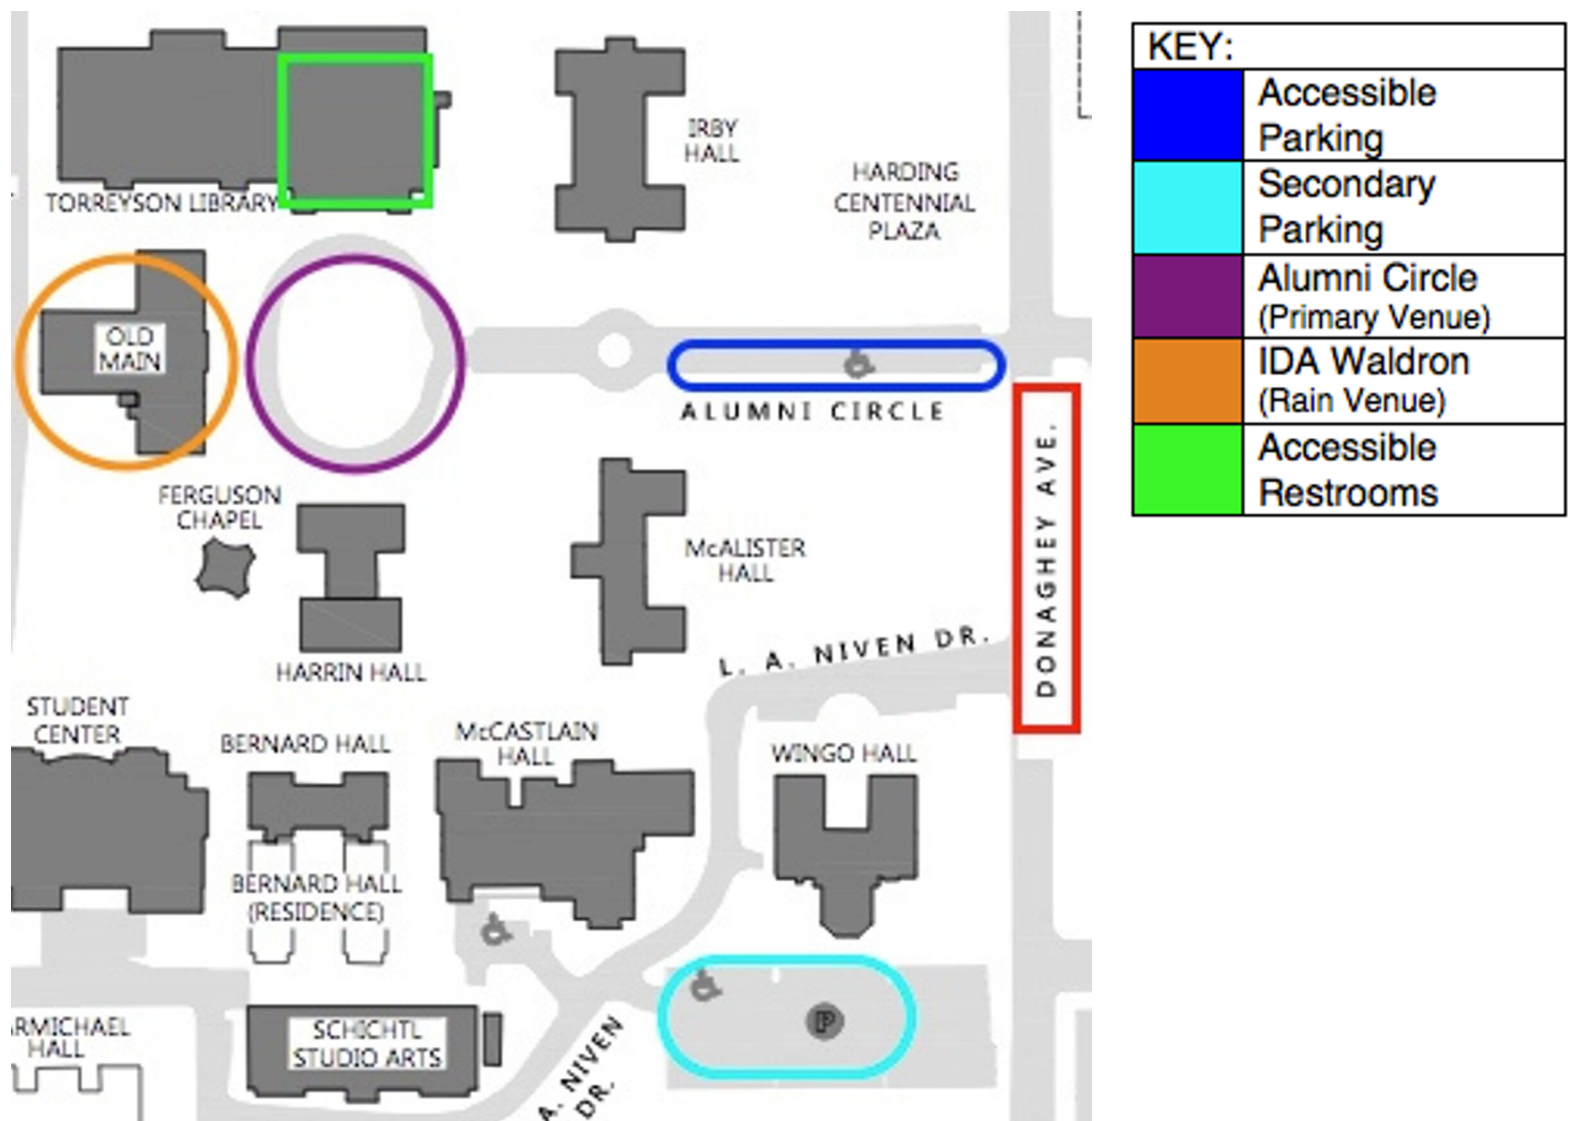 TORREYSON LIBRARY
IRBY
HALL
HARDING
CENTENNIAL
PLAZA
OLD
MAIN
ALUMNI CIRCLE
FERGUSON
CHAPEL
HARRIN HALL
McALISTER
HALL
DONAGHEY AVE.
L. A. NIVEN DR.
STUDENT
CENTER
BERNARD HALL
McCASTLAIN
HALL
WINGO HALL
BERNARD HALL
(RESIDENCE)
P
ARMICHAEL
HALL
SCHICHTL
STUDIO ARTS
A. NIVEN
DR.
KEY:
Accessible
Parking
Secondary
Parking
Alumni Circle
(Primary Venue)
IDA Waldron
(Rain Venue)
Accessible
Restrooms